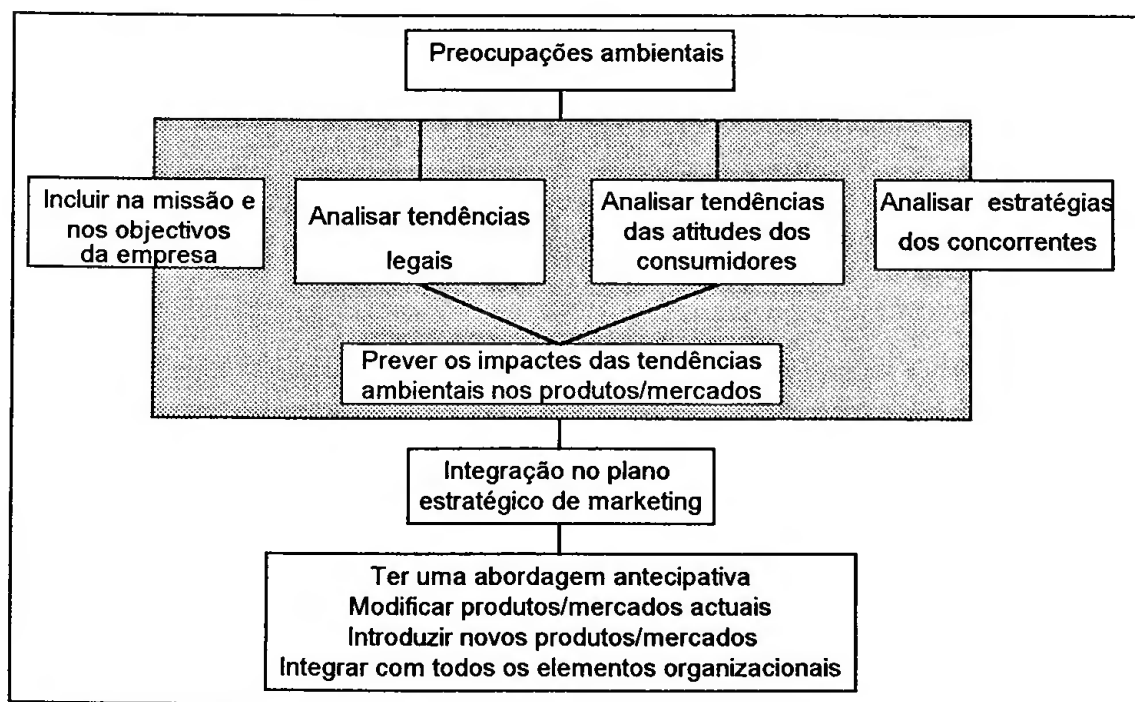 Preocupações ambientais
Incluir na missão e
nos objectivos
da empresa
Analisar tendências
legais
Analisar tendências
das atitudes dos
consumidores
Analisar estratégias
dos concorrentes
Prever os impactes das tendências
ambientais nos produtos/mercados
Integração no plano
estratégico de marketing
Ter uma abordagem antecipativa
Modificar produtos/mercados actuais
Introduzir novos produtos/mercados
Integrar com todos os elementos organizacionais